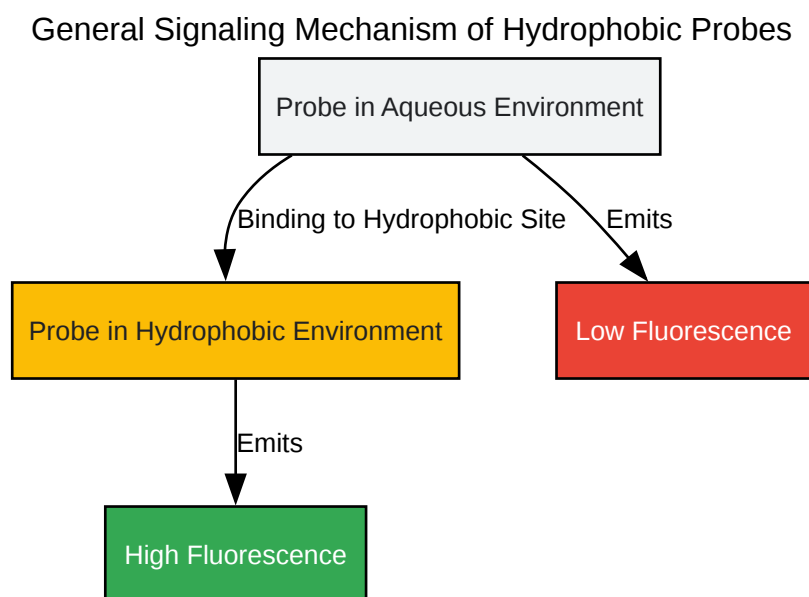 General Signaling Mechanism of Hydrophobic Probes
Probe in Aqueous Environment
Binding to Hydrophobic Site
Emits
Probe in Hydrophobic Environment
Low Fluorescence
Emits
High Fluorescence